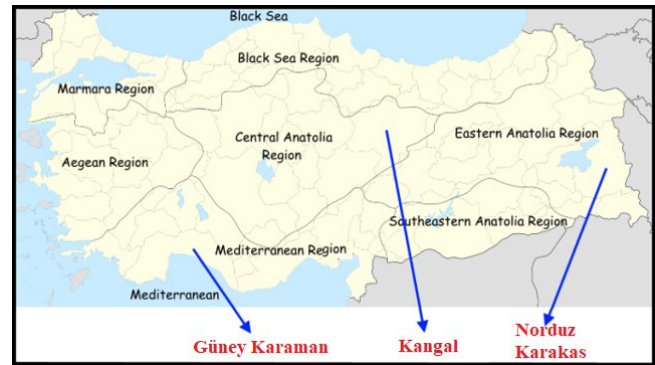 Black Sea
Black Sea Region
Marmara Region
Central Anatolia
Region
Eastern Anatolia Region
Aegean Region
Southeastern Anatolia Region
Mediterranean Region
Mediterranean
Güney Karaman
Kangal
Norduz
Karakas